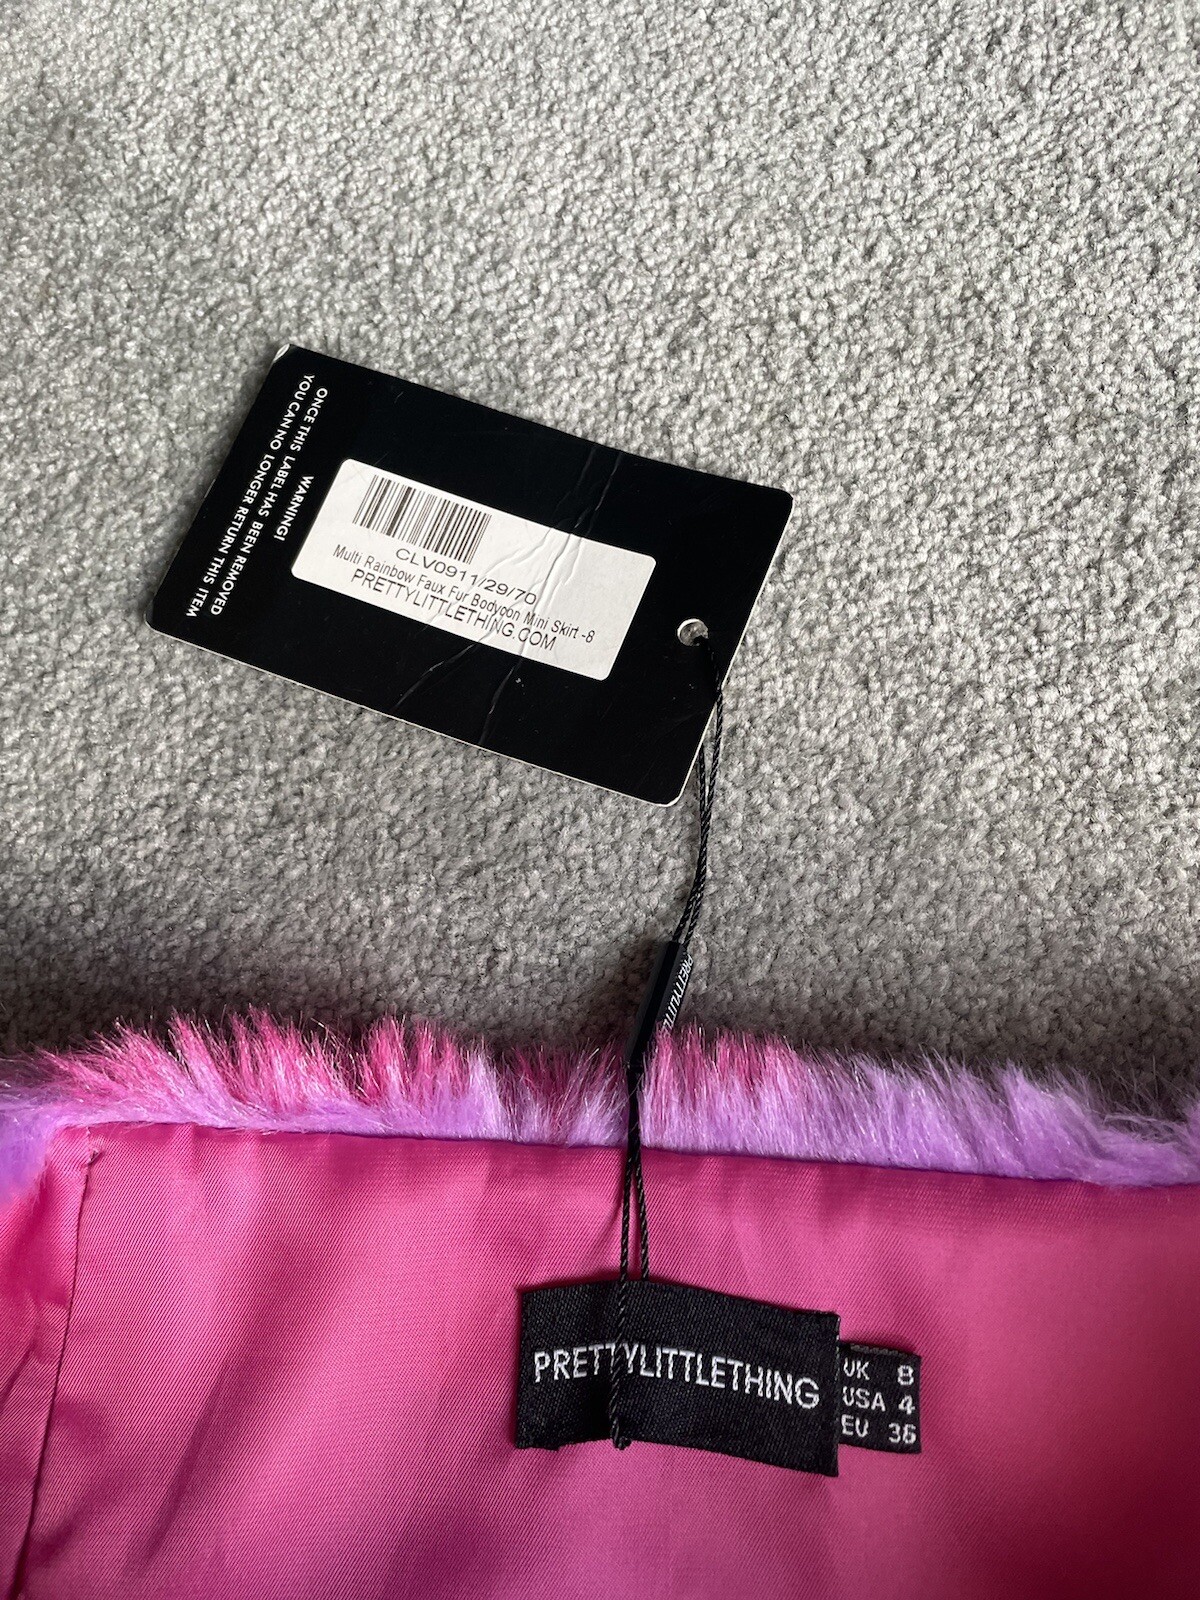 WARNING!
ONCE THIS LABEL HAS BEEN REMOVED
YOU CAN NO LONGER RETURN THIS ITEM
CLV0911/29/70
Multi Rainbow Faux Fur Bodycon Mini Skirt -8
PRETTYLITTLETHING.COM
PRETTYLITTLE
PRETTYLITTLETHING
UK 8
USA 4
EU 36